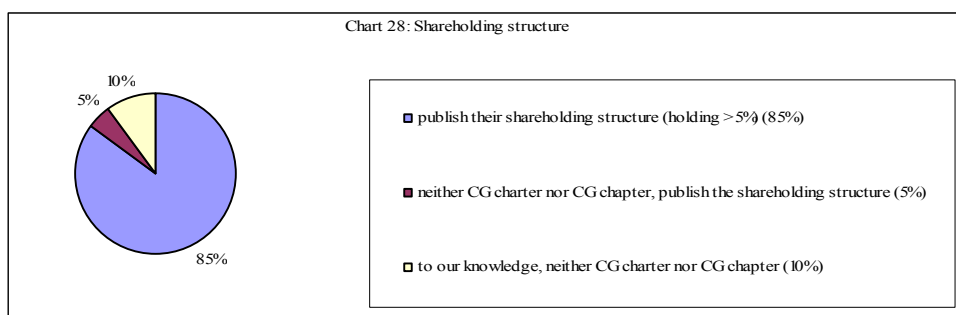 Chart 28: Shareholding structure
10%
5%
85%
publish their shareholding structure (holding >5%) (85%)
neither CG charter nor CG chapter, publish the shareholding structure (5%)
to our knowledge, neither CG charter nor CG chapter (10%)